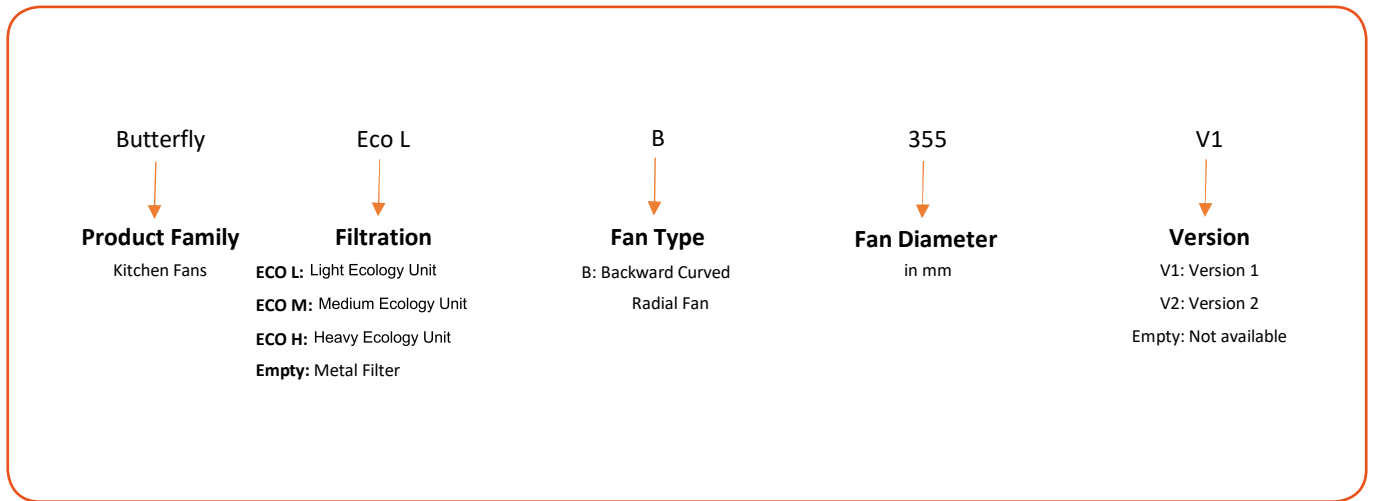 Butterfly
Eco L
B
355
V1
Product Family
Filtration
Fan Type
Fan Diameter
Version
Kitchen Fans
ECO L: Light Ecology Unit
ECO M: Medium Ecology Unit
ECO H: Heavy Ecology Unit
Empty: Metal Filter
B: Backward Curved
Radial Fan
in mm
V1: Version 1
V2: Version 2
Empty: Not available